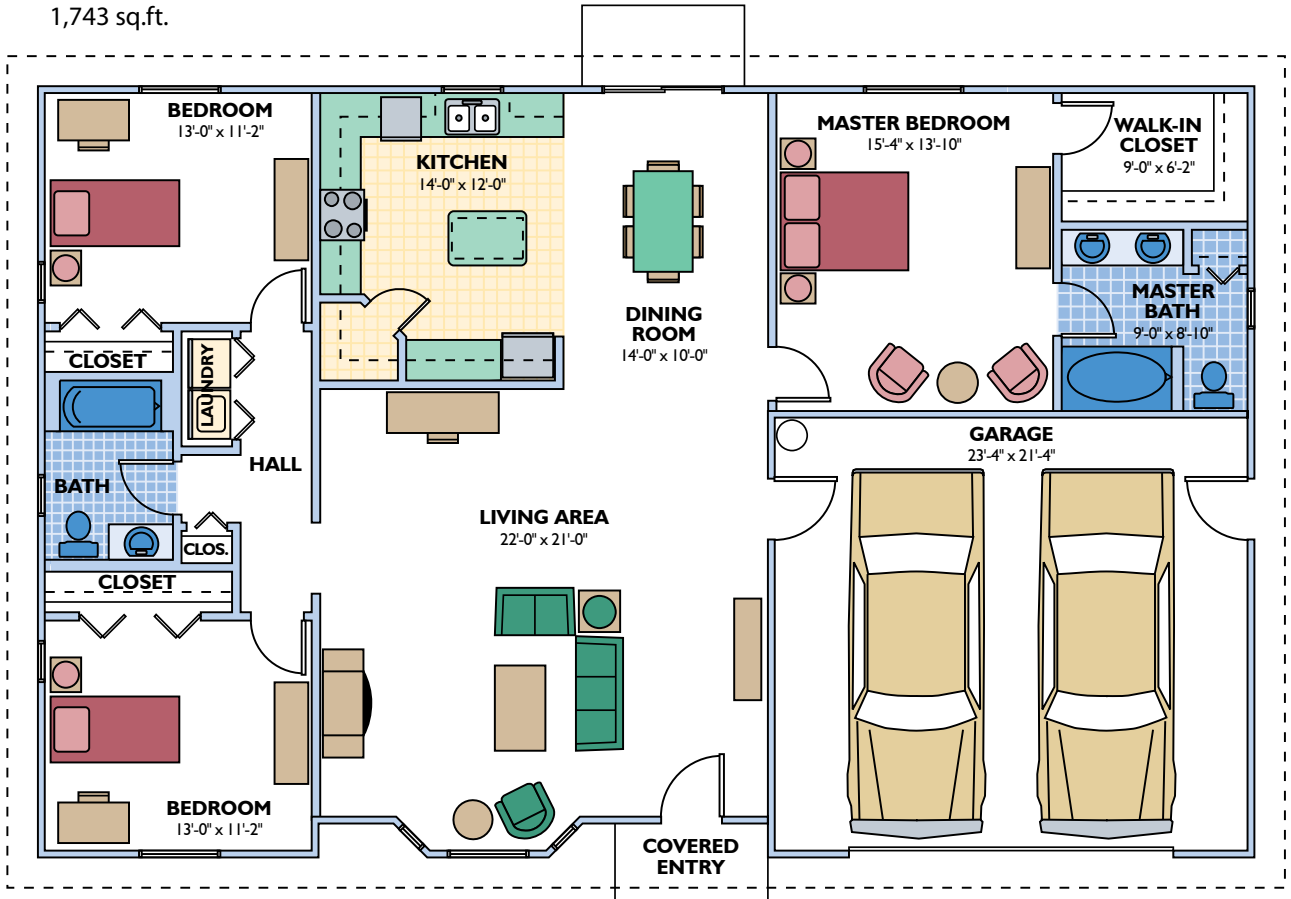 1,743 sq.ft.
BEDROOM
13'-0" x 11'-2"
KITCHEN
14'-0" x 12'-0"
MASTER BEDROOM
15'-4" x 13'-10"
WALK-IN
CLOSET
9'-0" x 6'-2"
DINING
ROOM
14'-0" x 10'-0"
MASTER
BATH
9'-0" x 8'-10"
CLOSET
LAUNDRY
HALL
BATH
CLOS.
CLOSET
LIVING AREA
22'-0" x 21'-0"
GARAGE
23'-4" x 21'-4"
BEDROOM
13'-0" x 11'-2"
COVERED
ENTRY